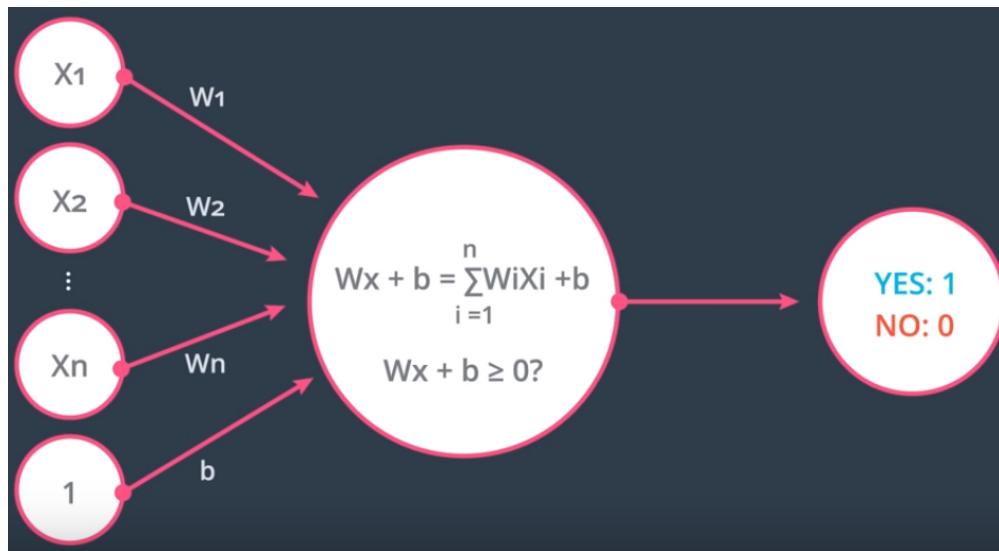 X1
W1
X2
W2
⋮
Xn
Wn
1
b
n
Wx + b = ∑WiXi +b
i =1
Wx + b ≥ 0?
YES: 1
NO: 0